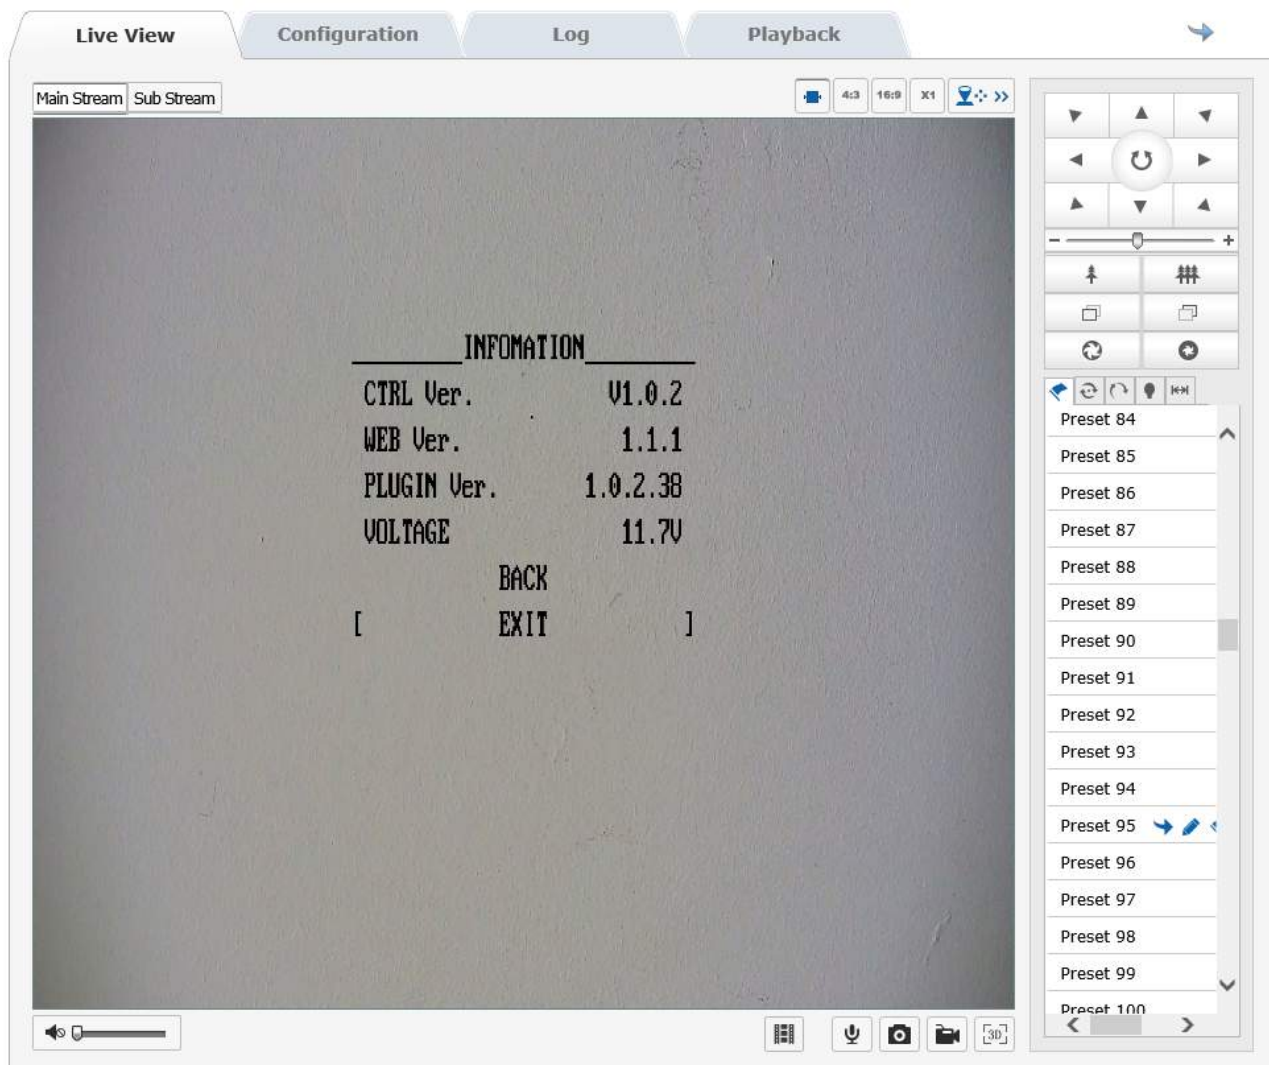 Live View Configuration Log Playback
Main Stream Sub Stream
4:3 16:9 X1
INFOMATION
CTRL Ver. V1.0.2
WEB Ver. 1.1.1
PLUGIN Ver. 1.0.2.38
VOLTAGE 11.7V
BACK
[ EXIT ]
Preset 84
Preset 85
Preset 86
Preset 87
Preset 88
Preset 89
Preset 90
Preset 91
Preset 92
Preset 93
Preset 94
Preset 95
Preset 96
Preset 97
Preset 98
Preset 99
Preset 100
3D